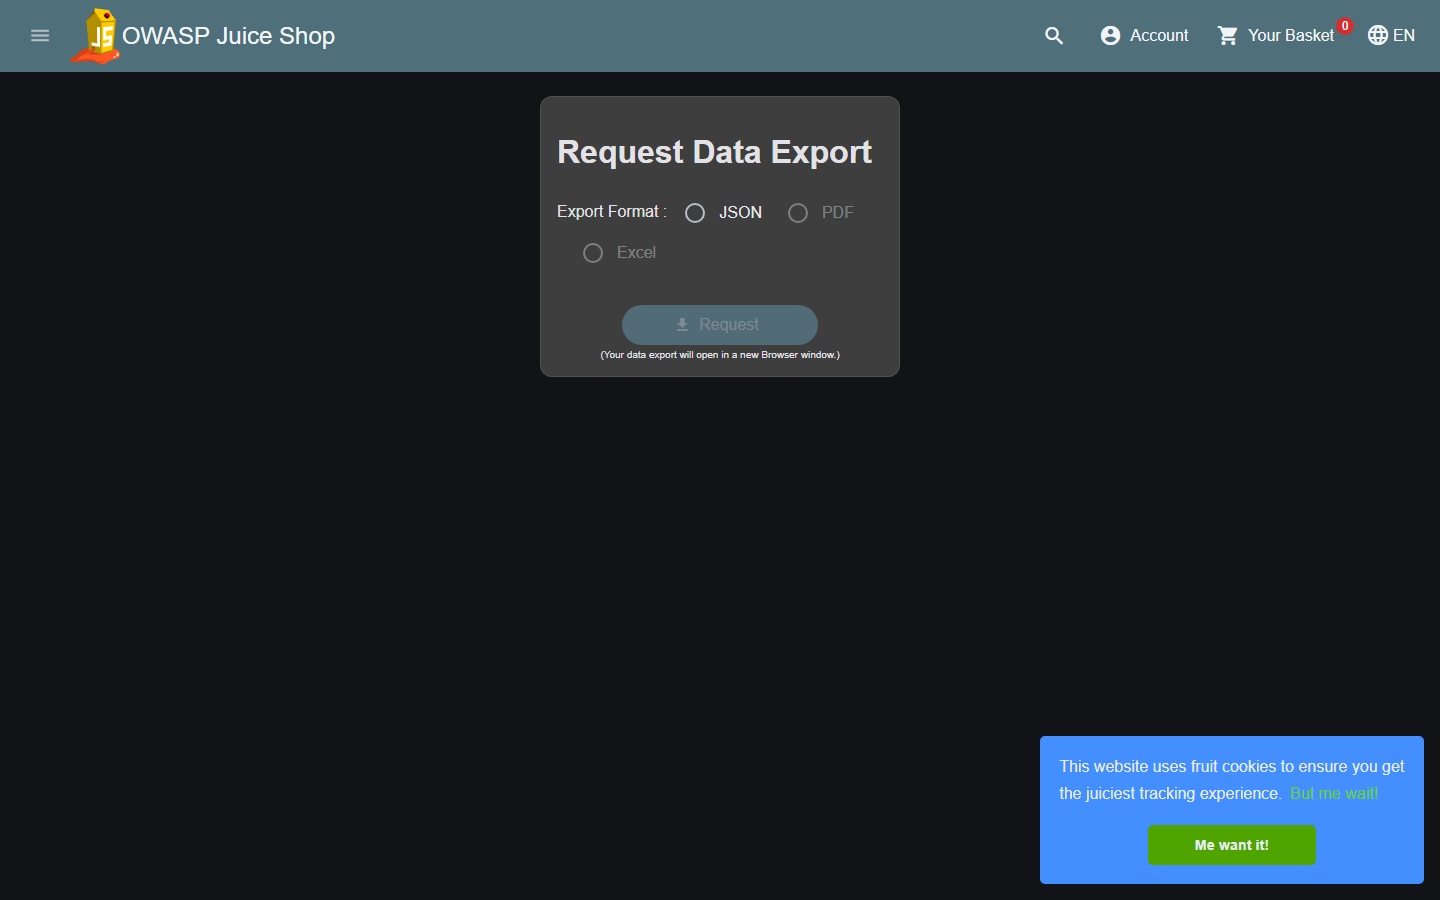 JS
OWASP Juice Shop
Account
Your Basket
0
EN
Request Data Export
Export Format :
JSON
PDF
Excel
Request
(Your data export will open in a new Browser window.)
This website uses fruit cookies to ensure you get
the juiciest tracking experience. But me wait!
Me want it!